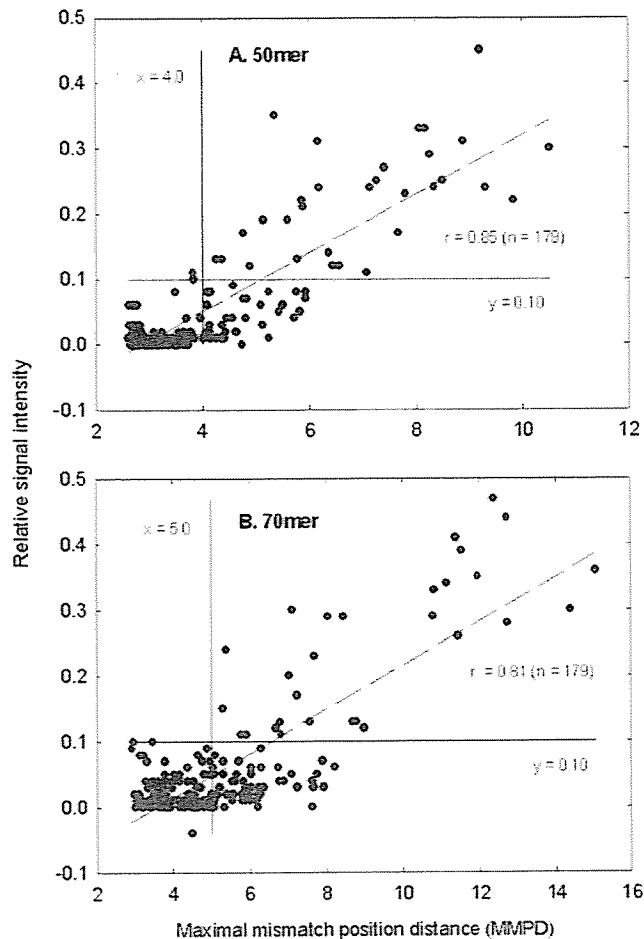 0.5
0.4
0.3
0.2
0.1
0.0
-0.1
x = 4.0
A. 50mer
r = 0.85 (n = 179)
y = 0.10
2 4 6 8 10 12
Relative signal intensity
0.5
0.4
0.3
0.2
0.1
0.0
-0.1
x = 5.0
B. 70mer
r = 0.81 (n = 179)
y = 0.10
2 4 6 8 10 12 14 16
Maximal mismatch position distance (MMPD)